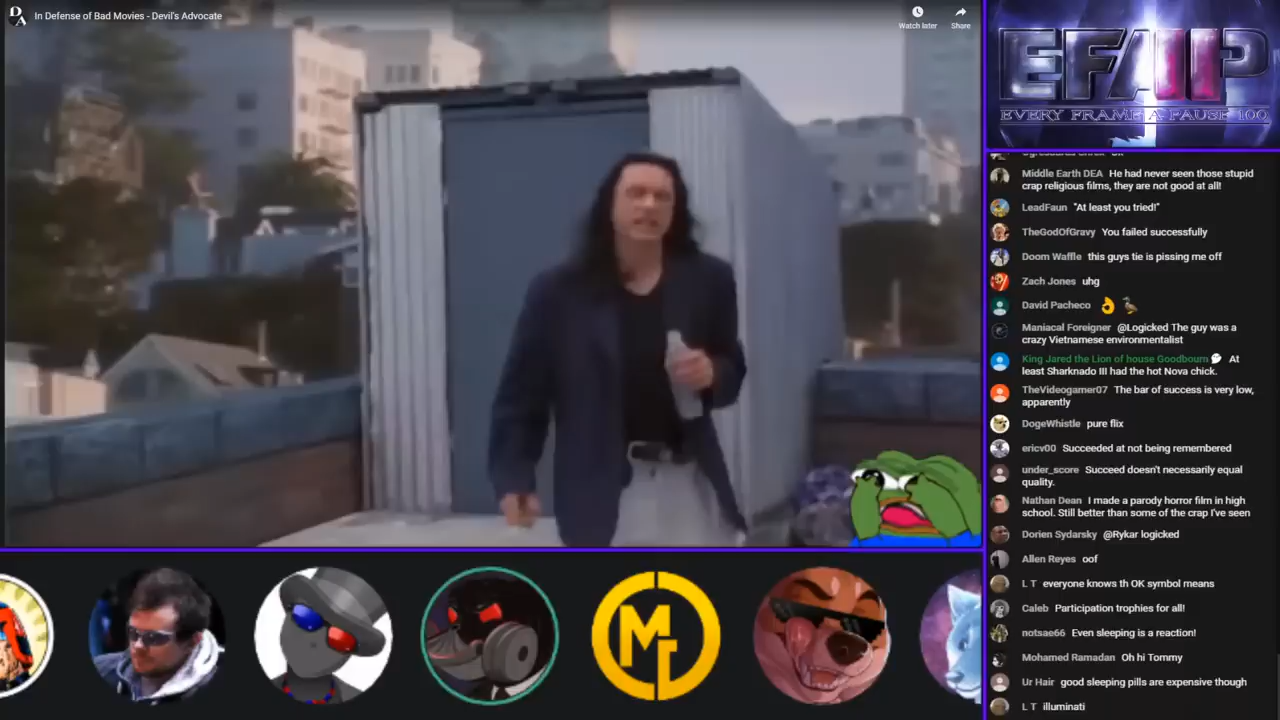 In Defense of Bad Movies - Devil's Advocate
Watch later
Share
EFAP
EVERY FRAME A PAUSE 100
Middle Earth DEA He had never seen those stupid
crap religious films, they are not good at all!
LeadFaun "At least you tried!"
TheGodOfGravy You failed successfully
Doom Waffle this guys tie is pissing me off
Zach Jones uhg
David Pacheco 👌 🦆
Maniacal Foreigner @Logicked The guy was a
crazy Vietnamese environmentalist
King Jared the Lion of house Goodbourn At
least Sharknado III had the hot Nova chick.
TheVideogamer07 The bar of success is very low,
apparently
DogeWhistle pure flix
ericv00 Succeeded at not being remembered
under_score Succeed doesn't necessarily equal
quality.
Nathan Dean I made a parody horror film in high
school. Still better than some of the crap I've seen
Dorien Sydarsky @Rykar logicked
Allen Reyes oof
L T everyone knows th OK symbol means
Caleb Participation trophies for all!
notsae66 Even sleeping is a reaction!
Mohamed Ramadan Oh hi Tommy
Ur Hair good sleeping pills are expensive though
L T illuminati